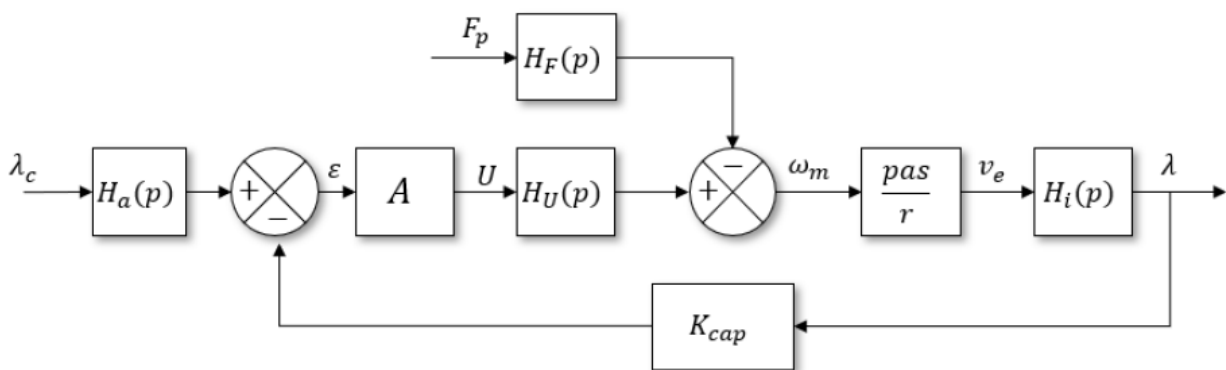 F_p
H_F(p)
λ_c
H_a(p)
+
−
ε
A
U
H_U(p)
−
+
ω_m
pas
r
v_e
H_i(p)
λ
K_cap